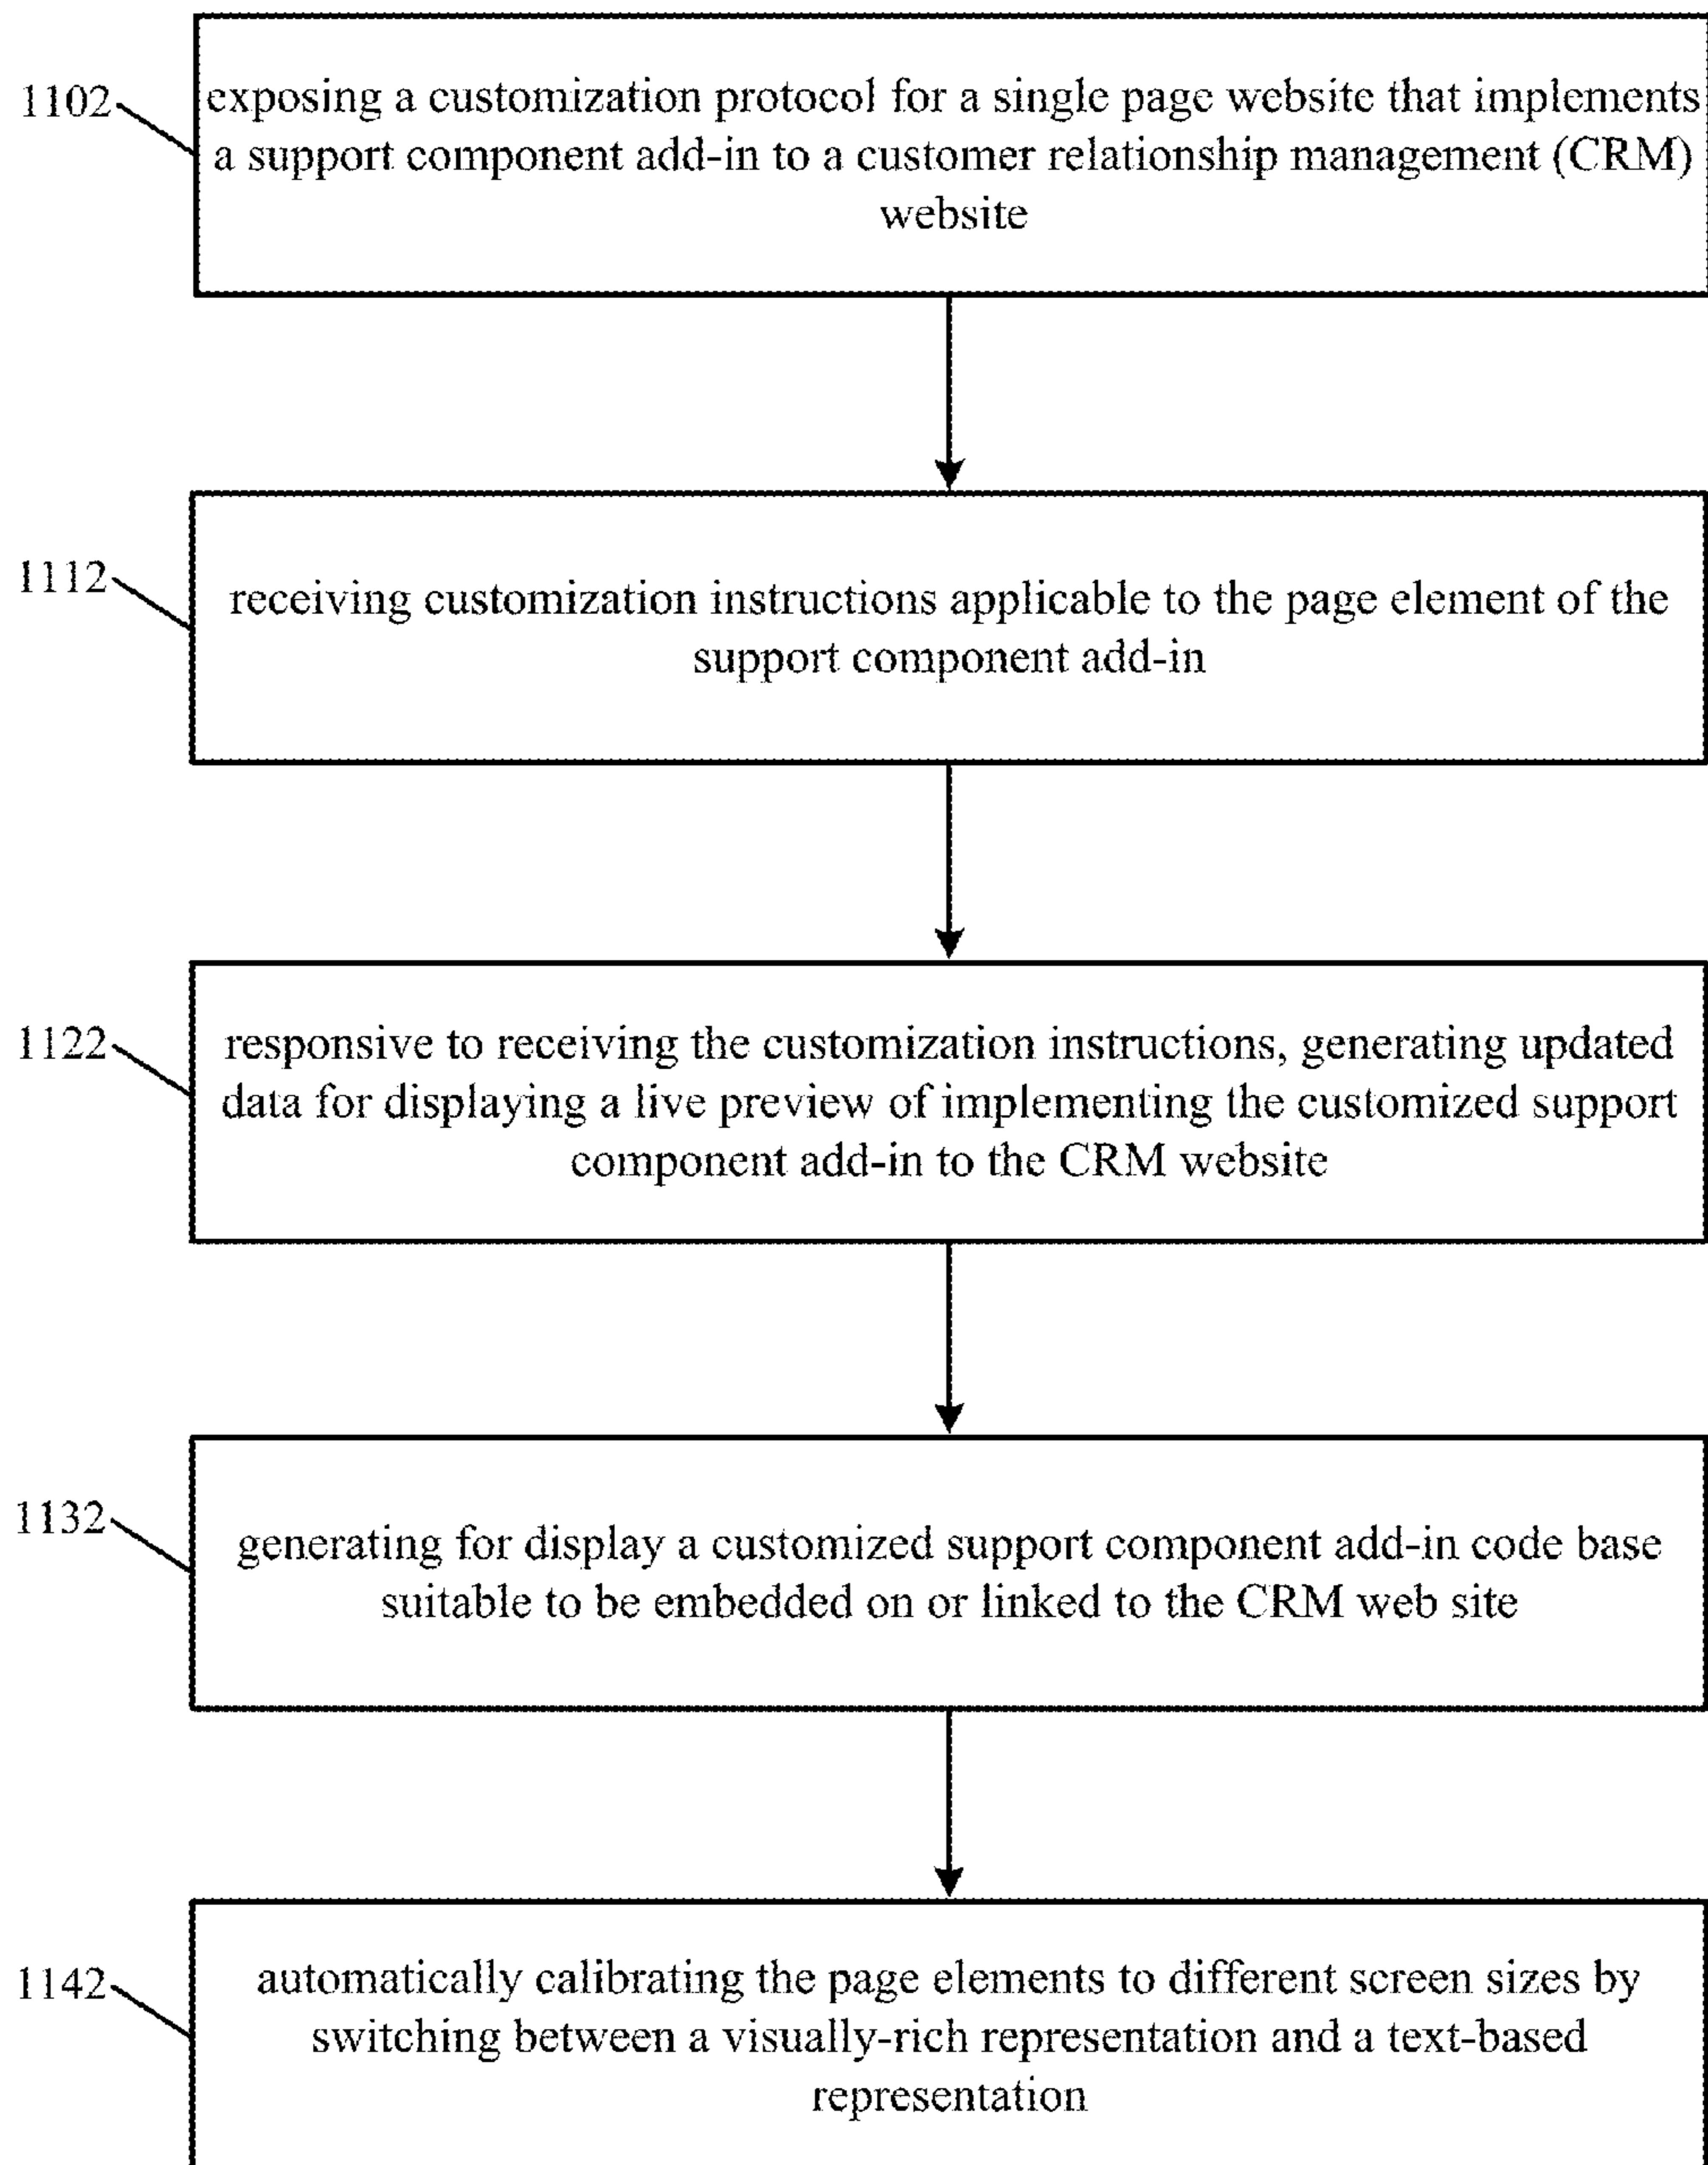 1102
exposing a customization protocol for a single page website that implements
a support component add-in to a customer relationship management (CRM)
website
1112
receiving customization instructions applicable to the page element of the
support component add-in
1122
responsive to receiving the customization instructions, generating updated
data for displaying a live preview of implementing the customized support
component add-in to the CRM website
1132
generating for display a customized support component add-in code base
suitable to be embedded on or linked to the CRM web site
1142
automatically calibrating the page elements to different screen sizes by
switching between a visually-rich representation and a text-based
representation